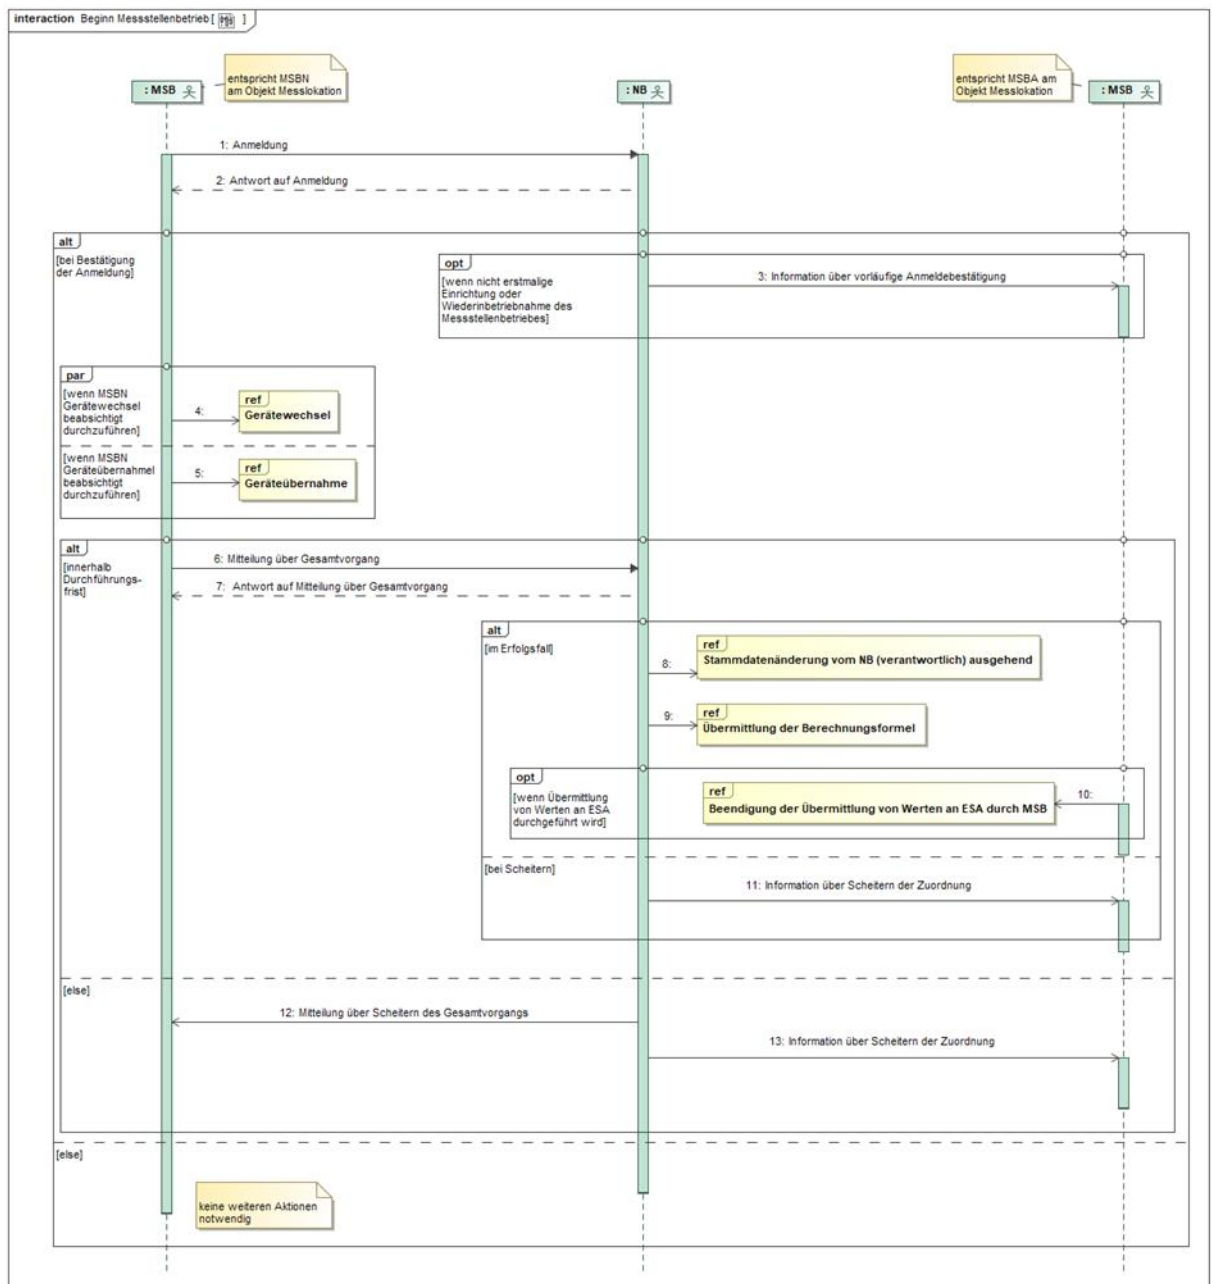 interaction Beginn Messstellenbetrieb[ ]
entspricht MSBN
am Objekt Messlokation
entspricht MSBA am
Objekt Messlokation
: MSB
: NB
: MSB
1: Anmeldung
2: Antwort auf Anmeldung
alt
[bei Bestätigung
der Anmeldung]
opt
[wenn nicht erstmalige
Einrichtung oder
Wiederinbetriebnahme des
Messstellenbetriebes]
3: Information über vorläufige Anmeldebestätigung
par
[wenn MSBN
Gerätewechsel
beabsichtigt
durchzuführen]
4:
ref
Gerätewechsel
[wenn MSBN
Geräteübernahmel
beabsichtigt
durchzuführen]
5:
ref
Geräteübernahme
alt
[innerhalb
Durchführungs-
frist]
6: Mitteilung über Gesamtvorgang
7: Antwort auf Mitteilung über Gesamtvorgang
alt
[im Erfolgsfall]
8:
ref
Stammdatenänderung vom NB (verantwortlich) ausgehend
9:
ref
Übermittlung der Berechnungsformel
opt
[wenn Übermittlung
von Werten an ESA
durchgeführt wird]
ref
Beendigung der Übermittlung von Werten an ESA durch MSB
10:
[bei Scheitern]
11: Information über Scheitern der Zuordnung
[else]
12: Mitteilung über Scheitern des Gesamtvorgangs
13: Information über Scheitern der Zuordnung
[else]
keine weiteren Aktionen
notwendig